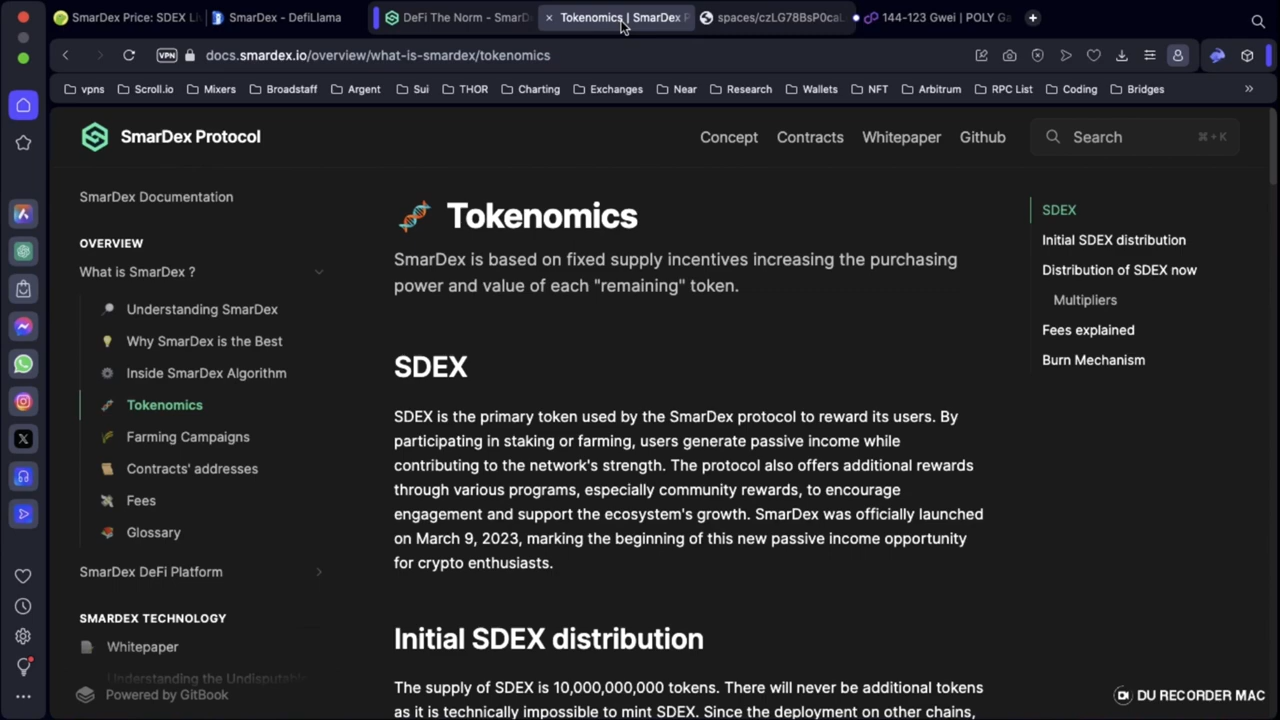 SmarDex Price: SDEX Li
SmarDex - DefiLlama
DeFi The Norm - SmarD
Tokenomics | SmarDex P
spaces/czLG78BsP0caL
144-123 Gwei | POLY Ga
VPN
docs.smardex.io/overview/what-is-smardex/tokenomics
vpns
Scroll.io
Mixers
Broadstaff
Argent
Sui
THOR
Charting
Exchanges
Near
Research
Wallets
NFT
Arbitrum
RPC List
Coding
Bridges
SmarDex Protocol
Concept
Contracts
Whitepaper
Github
Search
⌘ + K
SmarDex Documentation
OVERVIEW
What is SmarDex ?
Understanding SmarDex
Why SmarDex is the Best
Inside SmarDex Algorithm
Tokenomics
Farming Campaigns
Contracts' addresses
Fees
Glossary
SmarDex DeFi Platform
SMARDEX TECHNOLOGY
Whitepaper
Understanding the Undisputabl
Powered by GitBook
Tokenomics
SmarDex is based on fixed supply incentives increasing the purchasing
power and value of each "remaining" token.
SDEX
SDEX is the primary token used by the SmarDex protocol to reward its users. By
participating in staking or farming, users generate passive income while
contributing to the network's strength. The protocol also offers additional rewards
through various programs, especially community rewards, to encourage
engagement and support the ecosystem's growth. SmarDex was officially launched
on March 9, 2023, marking the beginning of this new passive income opportunity
for crypto enthusiasts.
Initial SDEX distribution
The supply of SDEX is 10,000,000,000 tokens. There will never be additional tokens
as it is technically impossible to mint SDEX. Since the deployment on other chains,
SDEX
Initial SDEX distribution
Distribution of SDEX now
Multipliers
Fees explained
Burn Mechanism
DU RECORDER MAC